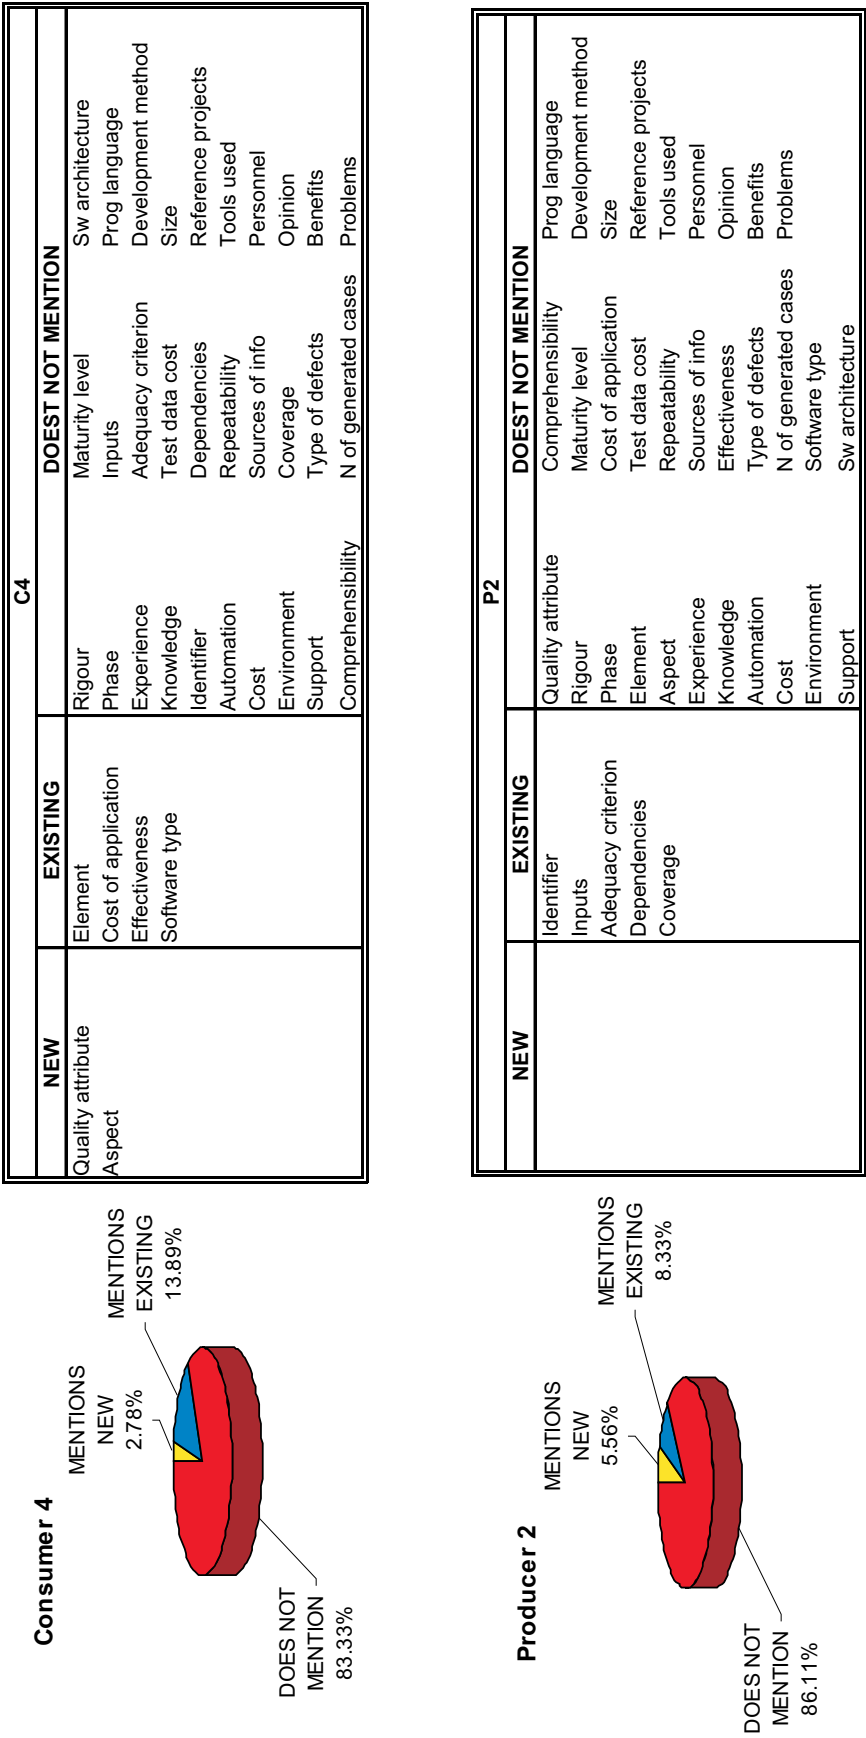 Consumer 4
MENTIONS
NEW
2.78%
MENTIONS
EXISTING
13.89%
DOES NOT
MENTION
83.33%
C4
NEW EXISTING DOEST NOT MENTION
Quality attribute Element Rigour Maturity level Sw architecture
Aspect Cost of application Phase Inputs Prog language
Effectiveness Experience Adequacy criterion Development method
Software type Knowledge Test data cost Size
Identifier Dependencies Reference projects
Automation Repeatability Tools used
Cost Sources of info Personnel
Environment Coverage Opinion
Support Type of defects Benefits
Comprehensibility N of generated cases Problems
Producer 2
MENTIONS
NEW
5.56%
MENTIONS
EXISTING
8.33%
DOES NOT
MENTION
86.11%
P2
NEW EXISTING DOEST NOT MENTION
Identifier Quality attribute Comprehensibility Prog language
Inputs Rigour Maturity level Development method
Adequacy criterion Phase Cost of application Size
Dependencies Element Test data cost Reference projects
Coverage Aspect Repeatability Tools used
Experience Sources of info Personnel
Knowledge Effectiveness Opinion
Automation Type of defects Benefits
Cost N of generated cases Problems
Environment Software type
Support Sw architecture